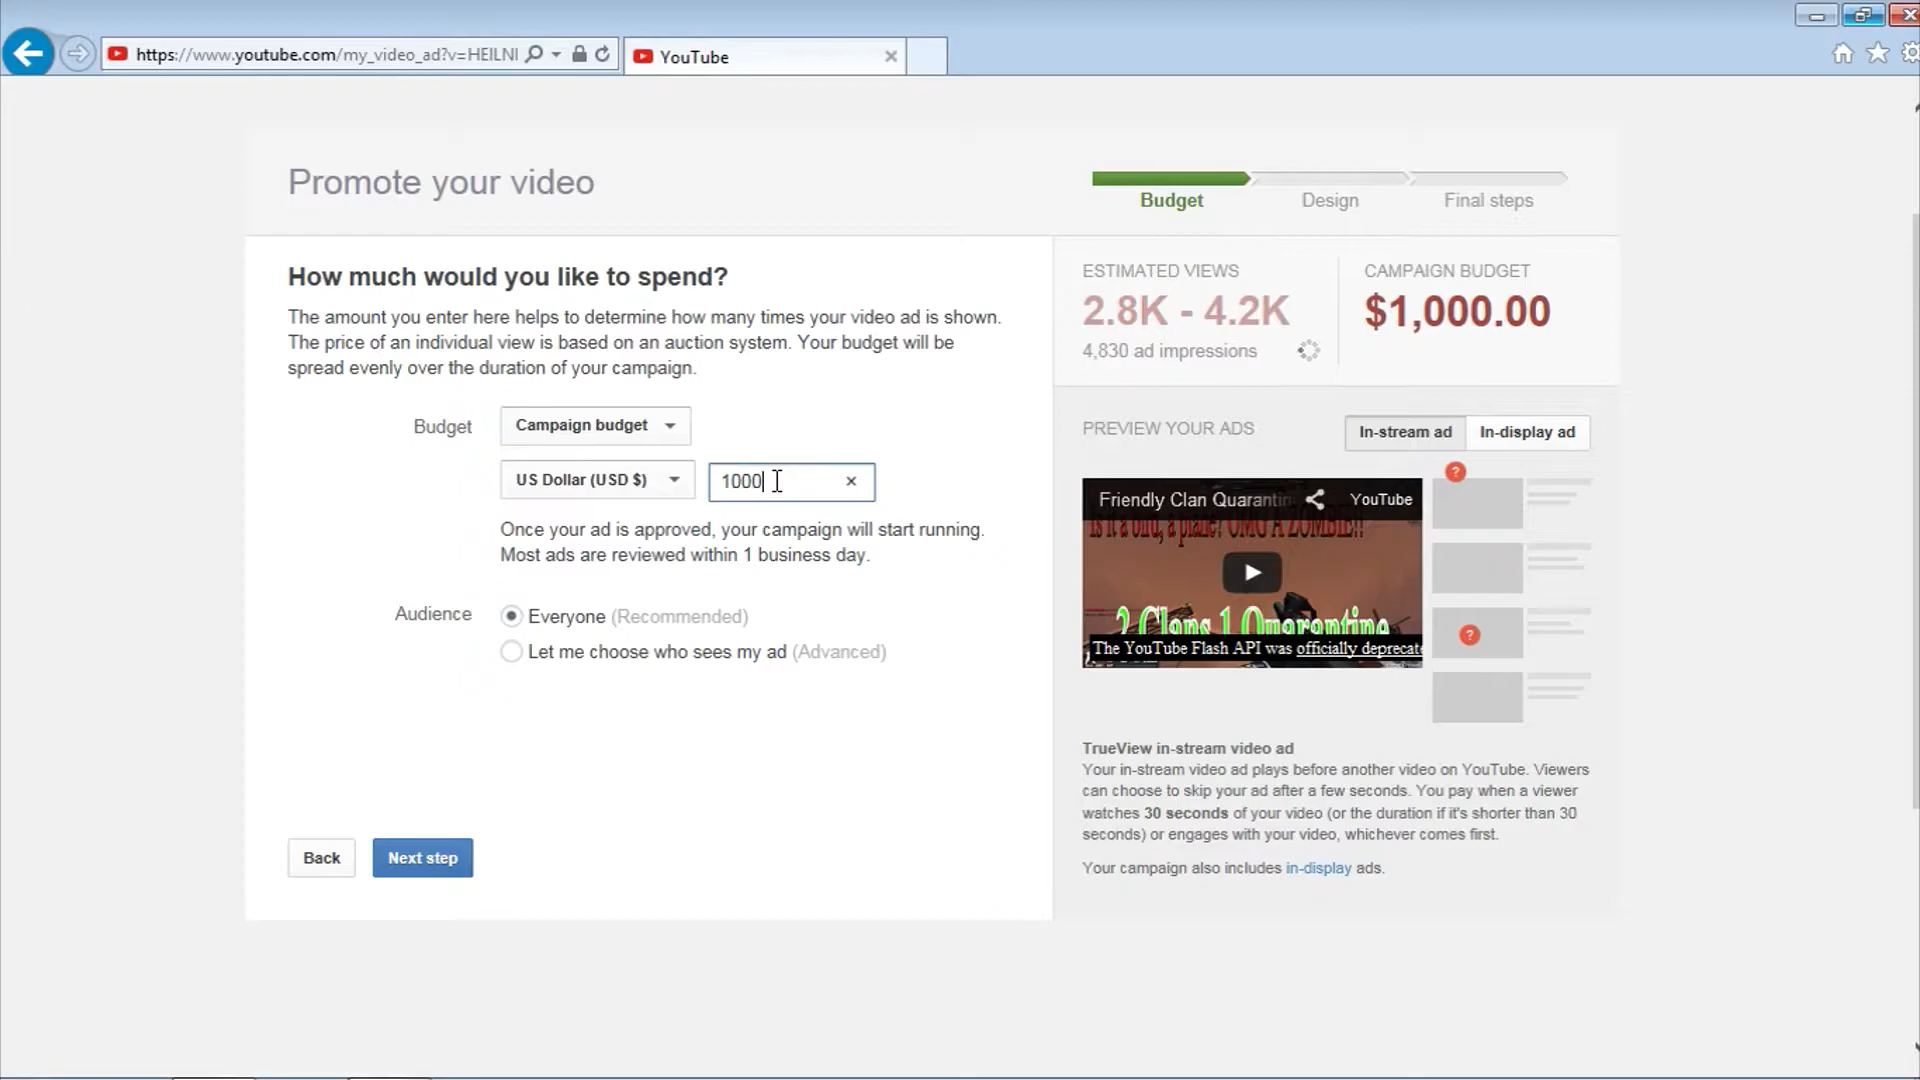 https://www.youtube.com/my_video_ad?v=HEILNI
YouTube
Promote your video
Budget
Design
Final steps
How much would you like to spend?
The amount you enter here helps to determine how many times your video ad is shown.
The price of an individual view is based on an auction system. Your budget will be
spread evenly over the duration of your campaign.
Budget
Campaign budget
US Dollar (USD $)
1000
Once your ad is approved, your campaign will start running.
Most ads are reviewed within 1 business day.
Audience
Everyone (Recommended)
Let me choose who sees my ad (Advanced)
Back
Next step
ESTIMATED VIEWS
2.8K - 4.2K
4,830 ad impressions
CAMPAIGN BUDGET
$1,000.00
PREVIEW YOUR ADS
In-stream ad
In-display ad
?
Friendly Clan Quarantin
YouTube
Is it a bird, a plane? OMG A ZOMBIE!!
2 Clans 1 Quarantine
The YouTube Flash API was officially deprecate
?
TrueView in-stream video ad
Your in-stream video ad plays before another video on YouTube. Viewers
can choose to skip your ad after a few seconds. You pay when a viewer
watches 30 seconds of your video (or the duration if it's shorter than 30
seconds) or engages with your video, whichever comes first.
Your campaign also includes in-display ads.